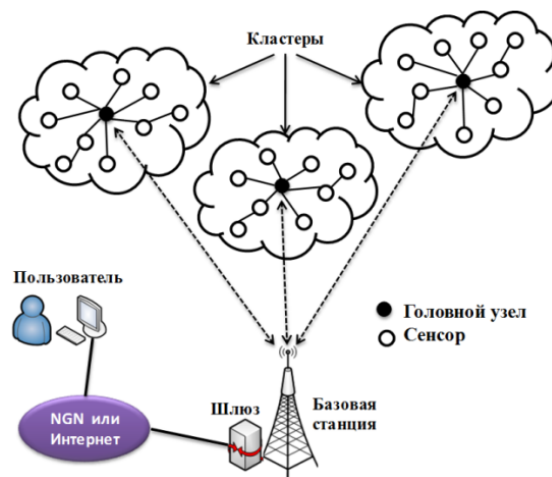 Кластеры
Пользователь
Головной узел
Сенсор
Шлюз
Базовая
станция
NGN или
Интернет